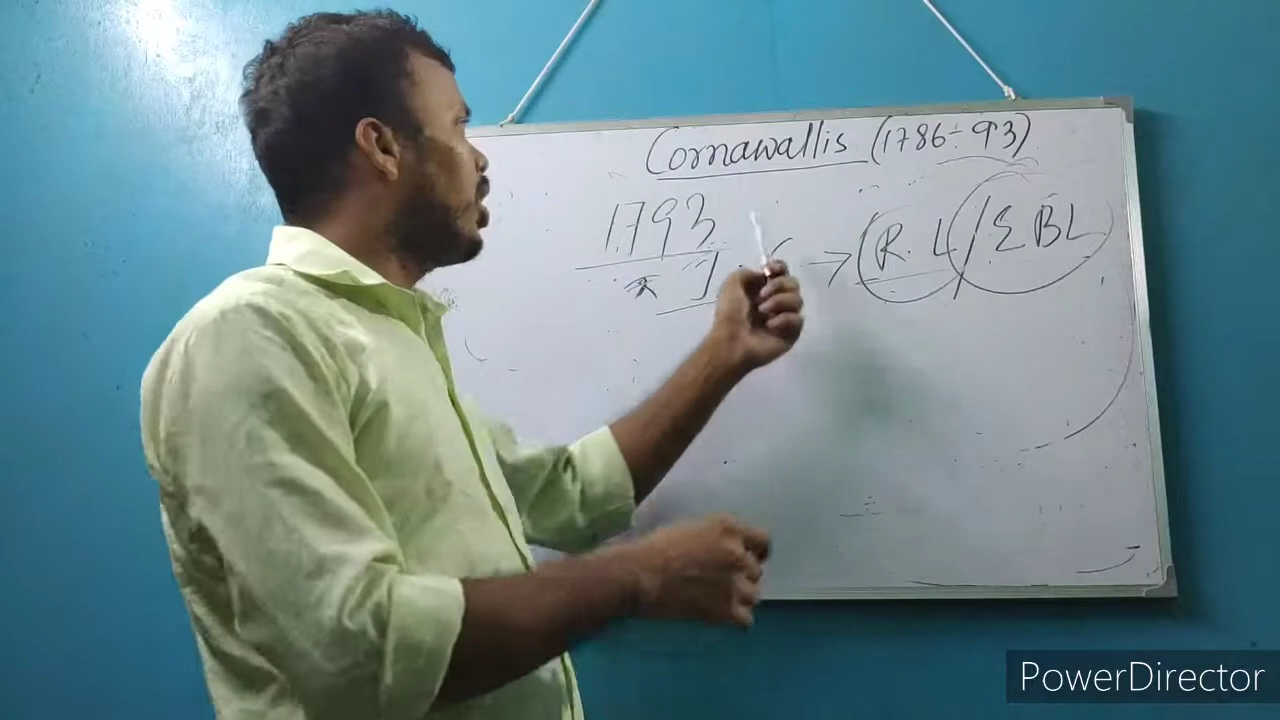 Cornawallis (1786-93)
1793
→ (R. L / EBL
PowerDirector